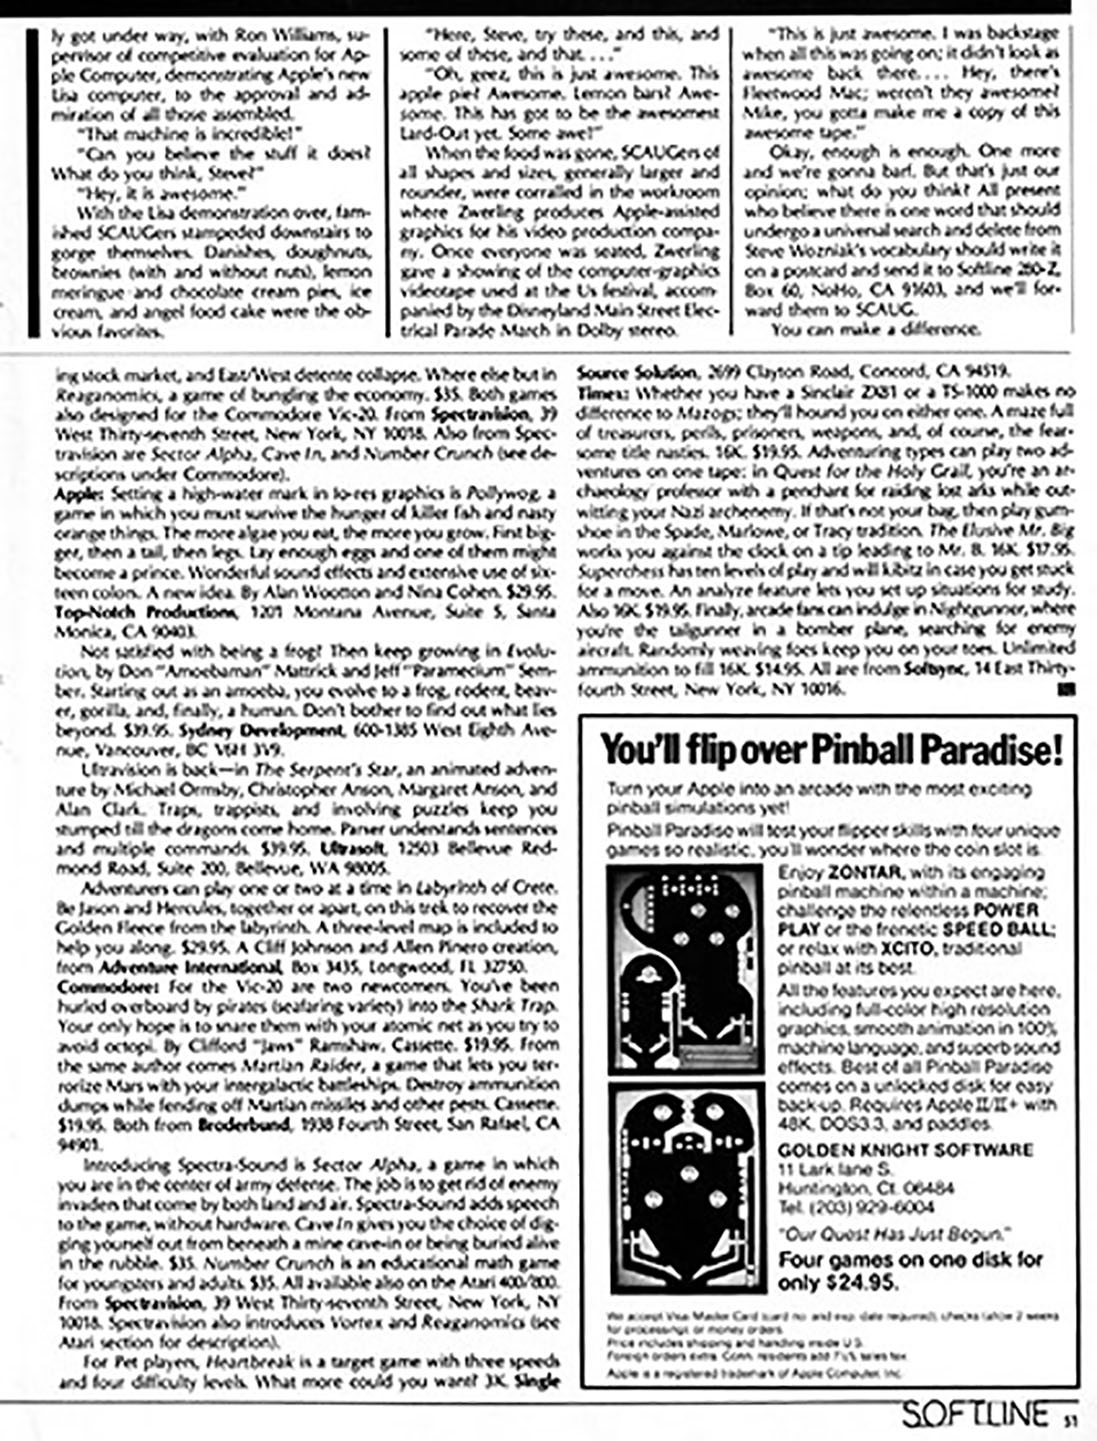 ly got under way, with Ron Williams, su-
pervisor of competitive evaluation for Ap-
ple Computer, demonstrating Apple's new
Lisa computer, to the approval and ad-
miration of all those assembled.
"That machine is incredible!"
"Can you believe the stuff it does?
What do you think, Steve?"
"Hey, it is awesome."
With the Lisa demonstration over, fam-
ished SCAUGers stampeded downstairs to
gorge themselves. Danishes, doughnuts,
brownies (with and without nuts), lemon
meringue and chocolate cream pies, ice
cream, and angel food cake were the ob-
vious favorites.
"Here, Steve, try these, and this, and
some of these, and that. . . ."
"Oh, geez, this is just awesome. This
apple pie? Awesome. Lemon bars? Awe-
some. This has got to be the awesomest
Lard-Out yet. Some awe!"
When the food was gone, SCAUGers of
all shapes and sizes, generally larger and
rounder, were corralled in the workroom
where Zwerling produces Apple-assisted
graphics for his video production compa-
ny. Once everyone was seated, Zwerling
gave a showing of the computer-graphics
videotape used at the Us festival, accom-
panied by the Disneyland Main Street Elec-
trical Parade March in Dolby stereo.
"This is just awesome. I was backstage
when all this was going on; it didn't look as
awesome back there. . . . Hey, there's
Fleetwood Mac; weren't they awesome?
Mike, you gotta make me a copy of this
awesome tape."
Okay, enough is enough. One more
and we're gonna barf. But that's just our
opinion; what do you think? All present
who believe there is one word that should
undergo a universal search and delete from
Steve Wozniak's vocabulary should write it
on a postcard and send it to Softline 280-Z,
Box 60, NoHo, CA 91603, and we'll for-
ward them to SCAUG.
You can make a difference.
ing stock market, and East/West detente collapse. Where else but in
Reaganomics, a game of bungling the economy. $35. Both games
also designed for the Commodore Vic-20. From Spectravision, 39
West Thirty-seventh Street, New York, NY 10018. Also from Spec-
travision are Sector Alpha, Cave In, and Number Crunch (see de-
scriptions under Commodore).
Apple: Setting a high-water mark in lo-res graphics is Pollywog, a
game in which you must survive the hunger of killer fish and nasty
orange things. The more algae you eat, the more you grow. First big-
ger, then a tail, then legs. Lay enough eggs and one of them might
become a prince. Wonderful sound effects and extensive use of six-
teen colors. A new idea. By Alan Wootton and Nina Cohen. $29.95.
Top-Notch Productions, 1201 Montana Avenue, Suite 5, Santa
Monica, CA 90403.
Not satisfied with being a frog? Then keep growing in Evolu-
tion, by Don "Amoebaman" Mattrick and Jeff "Paramecium" Sem-
ber. Starting out as an amoeba, you evolve to a frog, rodent, beav-
er, gorilla, and, finally, a human. Don't bother to find out what lies
beyond. $39.95. Sydney Development, 600-1385 West Eighth Ave-
nue, Vancouver, BC V6H 3V9.
Ultravision is back—in The Serpent's Star, an animated adven-
ture by Michael Ormsby, Christopher Anson, Margaret Anson, and
Alan Clark. Traps, trappists, and involving puzzles keep you
stumped till the dragons come home. Parser understands sentences
and multiple commands. $39.95. Ultrasoft, 12503 Bellevue Red-
mond Road, Suite 200, Bellevue, WA 98005.
Adventurers can play one or two at a time in Labyrinth of Crete.
Be Jason and Hercules, together or apart, on this trek to recover the
Golden Fleece from the labyrinth. A three-level map is included to
help you along. $29.95. A Cliff Johnson and Allen Pinero creation,
from Adventure International, Box 3435, Longwood, FL 32750.
Commodore: For the Vic-20 are two newcomers. You've been
hurled overboard by pirates (seafaring variety) into the Shark Trap.
Your only hope is to snare them with your atomic net as you try to
avoid octopi. By Clifford "Jaws" Ramshaw, Cassette. $19.95. From
the same author comes Martian Raider, a game that lets you ter-
rorize Mars with your intergalactic battleships. Destroy ammunition
dumps while fending off Martian missiles and other pests. Cassette.
$19.95. Both from Broderbund, 1938 Fourth Street, San Rafael, CA
94901.
Introducing Spectra-Sound is Sector Alpha, a game in which
you are in the center of army defense. The job is to get rid of enemy
invaders that come by both land and air. Spectra-Sound adds speech
to the game, without hardware. Cave In gives you the choice of dig-
ging yourself out from beneath a mine cave-in or being buried alive
in the rubble. $35. Number Crunch is an educational math game
for youngsters and adults. $35. All available also on the Atari 400/800.
From Spectravision, 39 West Thirty-seventh Street, New York, NY
10018. Spectravision also introduces Vortex and Reaganomics (see
Atari section for description).
For Pet players, Heartbreak is a target game with three speeds
and four difficulty levels. What more could you want? 3K. Single
Source Solution, 2699 Clayton Road, Concord, CA 94519.
Timex: Whether you have a Sinclair ZX81 or a TS-1000 makes no
difference to Mazogs; they'll hound you on either one. A maze full
of treasurers, perils, prisoners, weapons, and, of course, the fear-
some title nasties. 16K. $19.95. Adventuring types can play two ad-
ventures on one tape: in Quest for the Holy Grail, you're an ar-
chaeology professor with a penchant for raiding lost arks while out-
witting your Nazi archenemy. If that's not your bag, then play gum-
shoe in the Spade, Marlowe, or Tracy tradition. The Elusive Mr. Big
works you against the clock on a tip leading to Mr. B. 16K. $17.95.
Superchess has ten levels of play and will kibitz in case you get stuck
for a move. An analyze feature lets you set up situations for study.
Also 16K. $19.95. Finally, arcade fans can indulge in Nightgunner, where
you're the tailgunner in a bomber plane, searching for enemy
aircraft. Randomly weaving foes keep you on your toes. Unlimited
ammunition to fill 16K. $14.95. All are from Softsync, 14 East Thirty-
fourth Street, New York, NY 10016.
You'll flip over Pinball Paradise!
Turn your Apple into an arcade with the most exciting
pinball simulations yet!
Pinball Paradise will test your flipper skills with four unique
games so realistic, you'll wonder where the coin slot is.
Enjoy ZONTAR, with its engaging
pinball machine within a machine;
challenge the relentless POWER
PLAY or the frenetic SPEED BALL;
or relax with XCITO, traditional
pinball at its best.
All the features you expect are here,
including full-color high resolution
graphics, smooth animation in 100%
machine language, and superb sound
effects. Best of all Pinball Paradise
comes on a unlocked disk for easy
back-up. Requires Apple II/II+ with
48K, DOS3.3, and paddles.
GOLDEN KNIGHT SOFTWARE
11 Lark lane S.
Huntington, Ct. 06484
Tel. (203) 929-6004
"Our Quest Has Just Begun."
Four games on one disk for
only $24.95.
We accept Visa Master Card (card no. and exp. date required), checks (allow 2 weeks
for processing) or money orders.
Price includes shipping and handling inside U.S.
Foreign orders extra. Conn. residents add 7½% sales tax.
Apple is a registered trademark of Apple Computer, Inc.
SOFTLINE 51